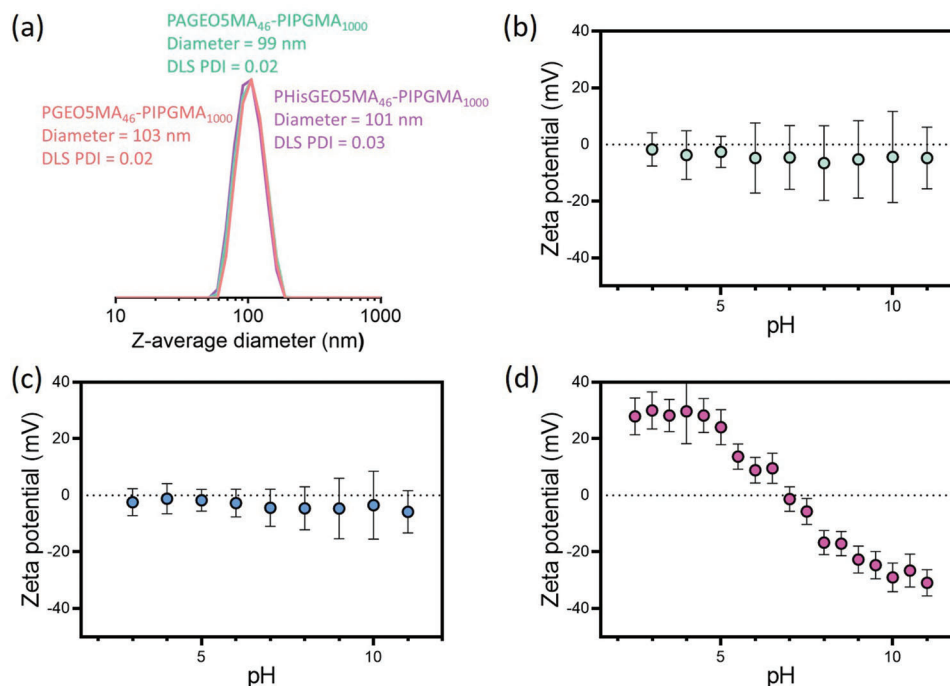 (a)
PAGEO5MA46-PIPGMA1000
Diameter = 99 nm
DLS PDI = 0.02
PGEO5MA46-PIPGMA1000
Diameter = 103 nm
DLS PDI = 0.02
PHisGEO5MA46-PIPGMA1000
Diameter = 101 nm
DLS PDI = 0.03
10 100 1000
Z-average diameter (nm)
(b)
Zeta potential (mV)
40
20
0
-20
-40
5 10
pH
(c)
Zeta potential (mV)
40
20
0
-20
-40
5 10
pH
(d)
Zeta potential (mV)
40
20
0
-20
-40
5 10
pH